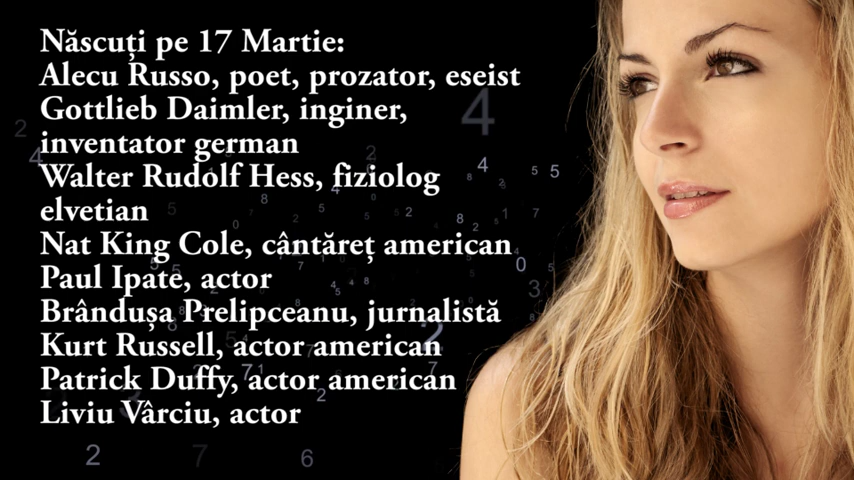 Născuți pe 17 Martie:
Alecu Russo, poet, prozator, eseist
Gottlieb Daimler, inginer,
inventator german
Walter Rudolf Hess, fiziolog
elvetian
Nat King Cole, cântăreț american
Paul Ipate, actor
Brândușa Prelipceanu, jurnalistă
Kurt Russell, actor american
Patrick Duffy, actor american
Liviu Vârciu, actor